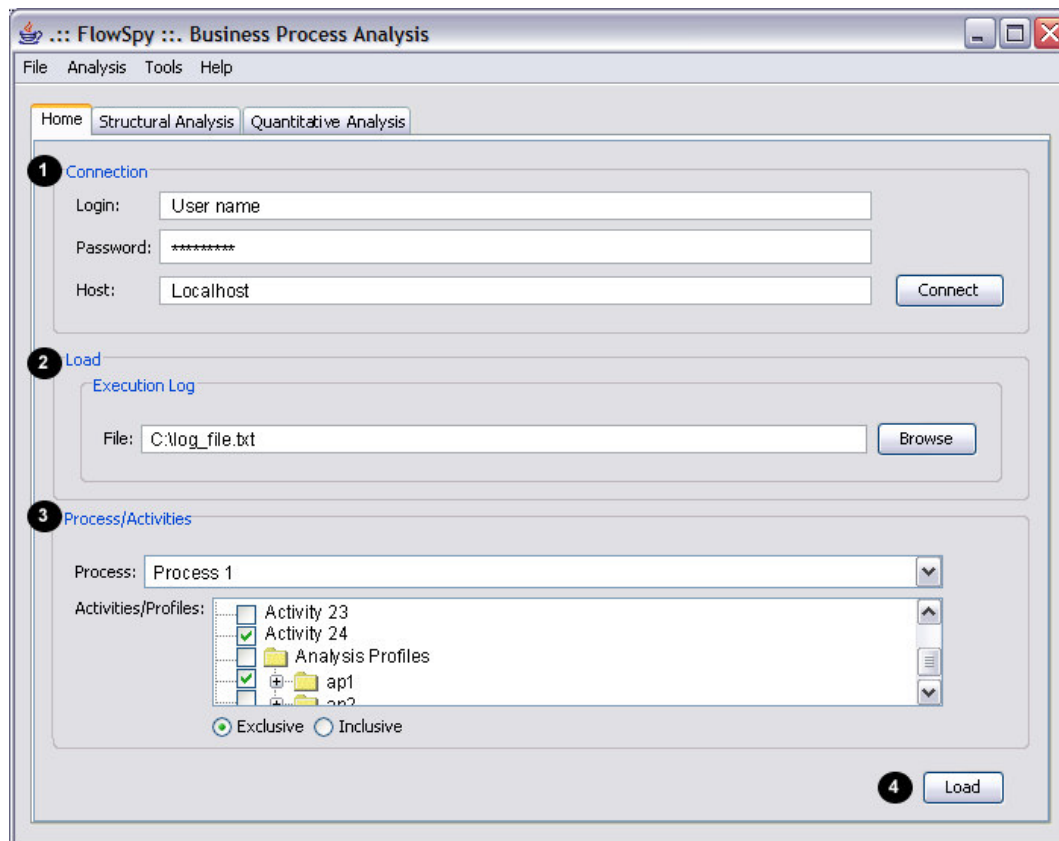 .:: FlowSpy ::. Business Process Analysis
File Analysis Tools Help
Home Structural Analysis Quantitative Analysis
1 Connection
Login: User name
Password: *********
Host: Localhost Connect
2 Load
Execution Log
File: C:\log_file.txt Browse
3 Process/Activities
Process: Process 1
Activities/Profiles: Activity 23
Activity 24
Analysis Profiles
ap1
ap2
Exclusive Inclusive
4 Load